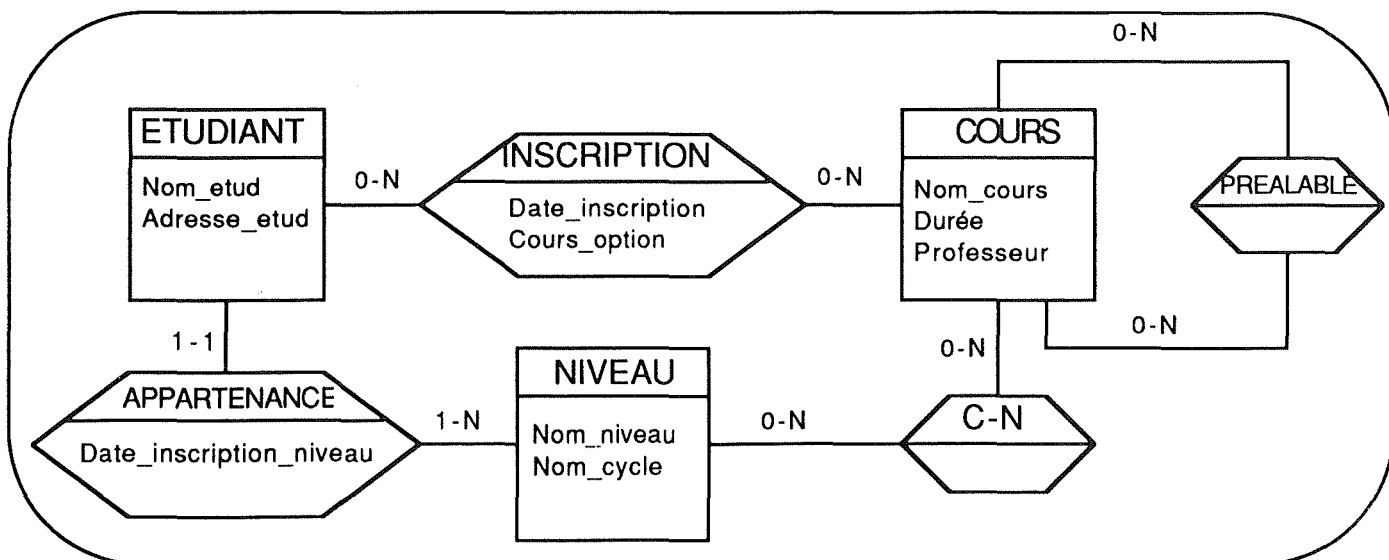 0-N
ETUDIANT
Nom_etud
Adresse_etud
0-N
INSCRIPTION
Date_inscription
Cours_option
0-N
COURS
Nom_cours
Durée
Professeur
PREALABLE
0-N
1-1
0-N
APPARTENANCE
Date_inscription_niveau
1-N
NIVEAU
Nom_niveau
Nom_cycle
0-N
C-N